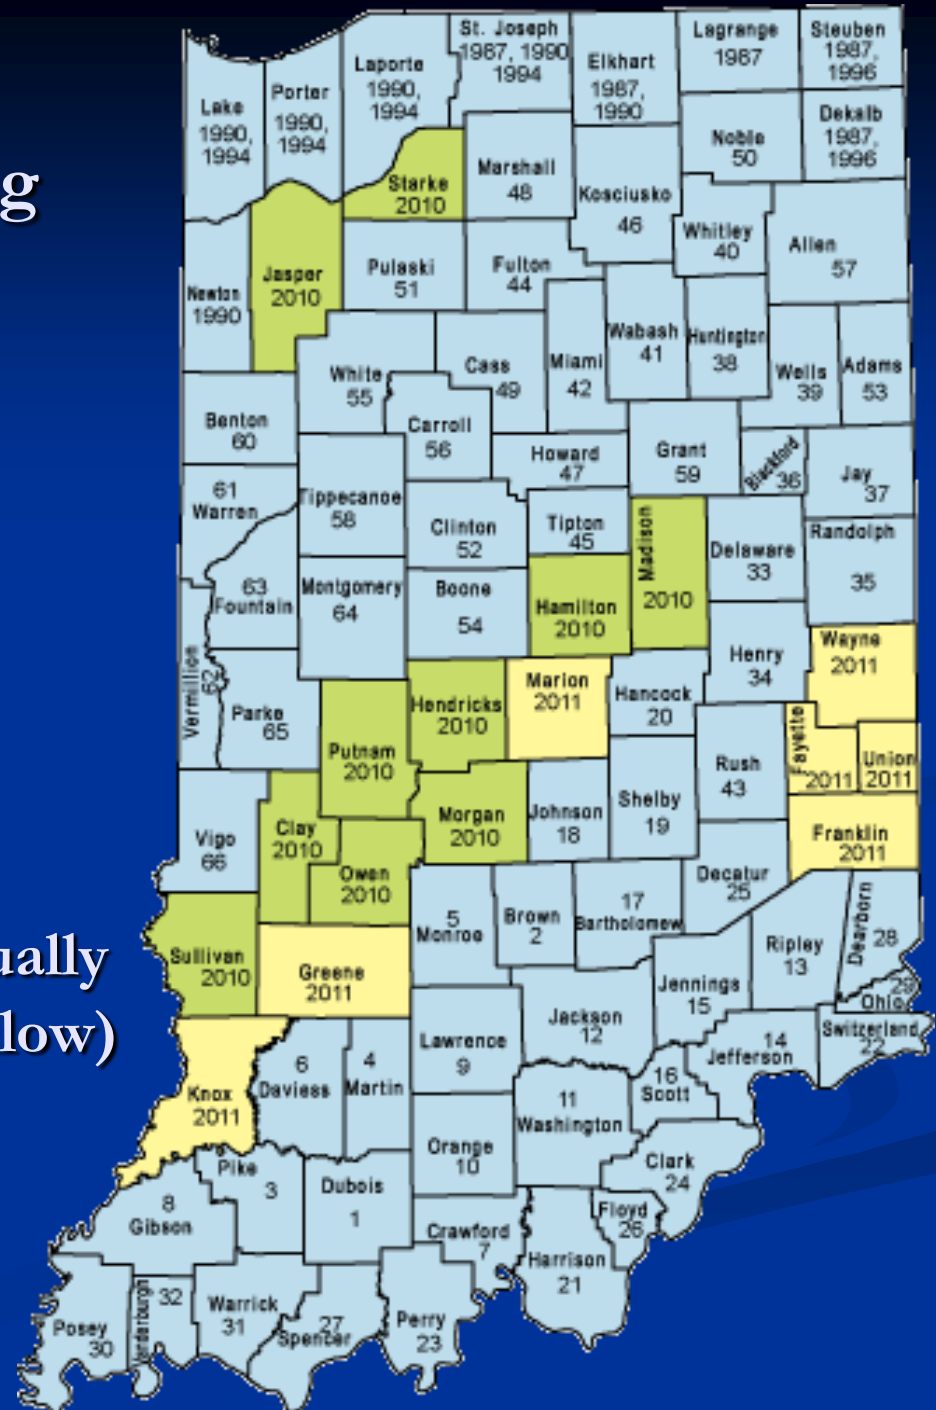 g
ually
low)
St. Joseph
1987, 1990
1994
Lagrange
1987
Steuben
1987,
1996
Lake
1990,
1994
Porter
1990,
1994
Laporte
1990,
1994
Elkhart
1987,
1990
Noble
50
Dekalb
1987,
1996
Starke
2010
Marshall
48
Kosciusko
46
Whitley
40
Allen
57
Newton
1990
Jasper
2010
Pulaski
51
Fulton
44
White
55
Cass
49
Miami
42
Wabash
41
Huntington
38
Wells
39
Adams
53
Benton
60
Carroll
56
Howard
47
Grant
59
Blackford
36
Jay
37
61
Warren
Tippecanoe
58
Clinton
52
Tipton
45
Madison
2010
Delaware
33
Randolph
35
63
Fountain
Montgomery
64
Boone
54
Hamilton
2010
Henry
34
Wayne
2011
Vermillion
62
Parke
65
Putnam
2010
Hendricks
2010
Marion
2011
Hancock
20
Rush
43
Fayette
2011
Union
2011
Vigo
66
Clay
2010
Owen
2010
Morgan
2010
Johnson
18
Shelby
19
Franklin
2011
Decatur
25
Sullivan
2010
Greene
2011
5
Monroe
Brown
2
17
Bartholomew
Jennings
15
Ripley
13
Dearborn
28
29
Ohio
Knox
2011
6
Daviess
4
Martin
Lawrence
9
Jackson
12
16
Scott
14
Jefferson
Switzerland
22
Orange
10
11
Washington
Clark
24
8
Gibson
Pike
3
Dubois
1
Crawford
7
Harrison
21
Floyd
26
Posey
30
Vanderburgh
32
Warrick
31
27
Spencer
Perry
23